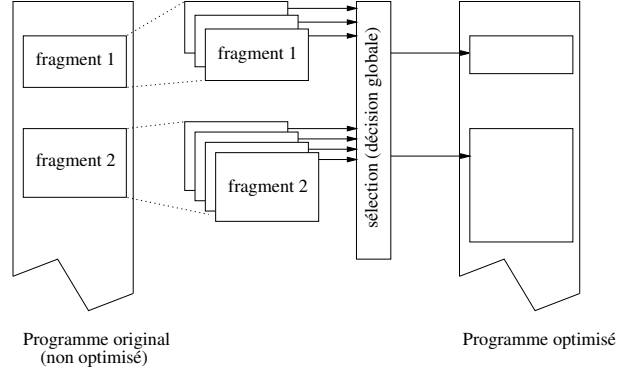 fragment 1
fragment 1
fragment 2
fragment 2
sélection (décision globale)
Programme original
(non optimisé)
Programme optimisé